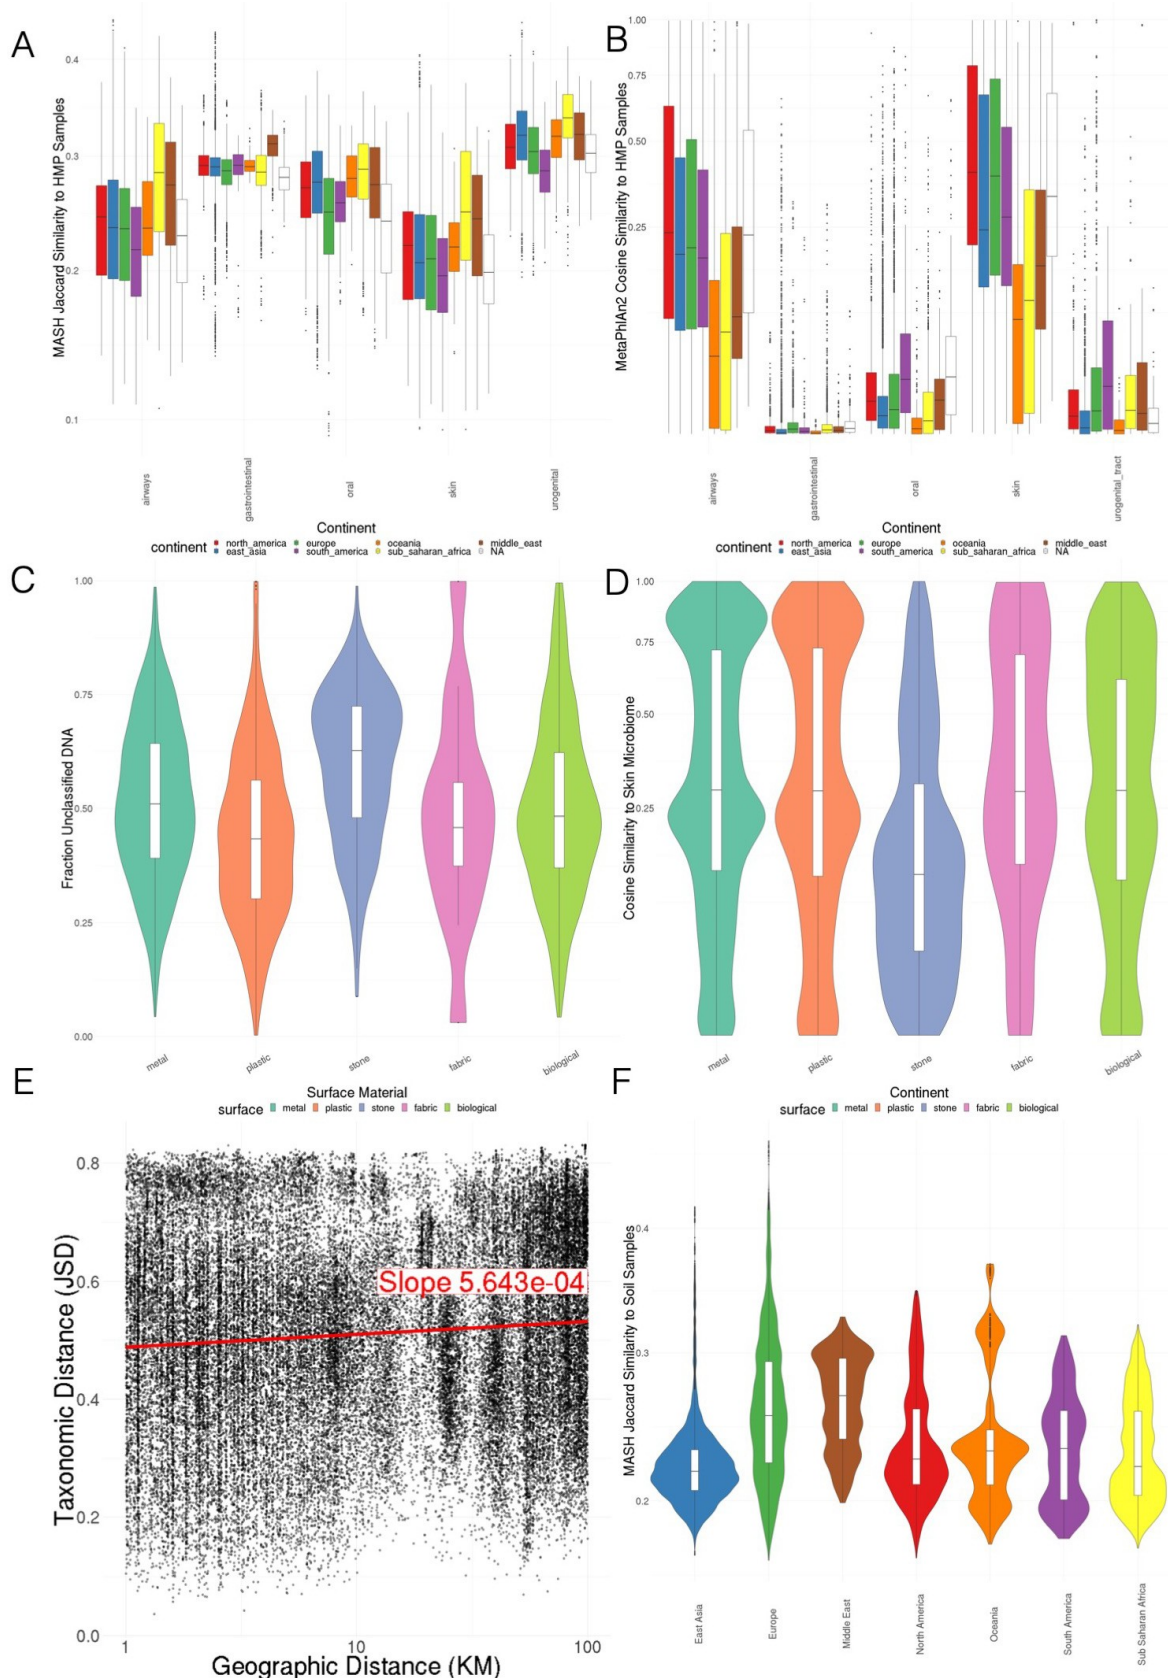 A
MASH Jaccard Similarity to HMP Samples
0.4
0.3
0.2
0.1
airways
gastrointestinal
oral
skin
urogenital
Continent
continent north_america europe oceania middle_east
east_asia south_america sub_saharan_africa NA
B
MetaPhlAn2 Cosine Similarity to HMP Samples
1.00
0.75
0.50
0.25
airways
gastrointestinal
oral
skin
urogenital_tract
Continent
continent north_america europe oceania middle_east
east_asia south_america sub_saharan_africa NA
C
Fraction Unclassified DNA
1.00
0.75
0.50
0.25
0.00
metal
plastic
stone
fabric
biological
Surface Material
surface metal plastic stone fabric biological
D
Cosine Similarity to Skin Microbiome
1.00
0.75
0.50
0.25
metal
plastic
stone
fabric
biological
Continent
surface metal plastic stone fabric biological
E
Taxonomic Distance (JSD)
0.8
0.6
0.4
0.2
0.0
Slope 5.643e-04
1
10
100
Geographic Distance (KM)
F
MASH Jaccard Similarity to Soil Samples
0.4
0.3
0.2
East Asia
Europe
Middle East
North America
Oceania
South America
Sub Saharan Africa